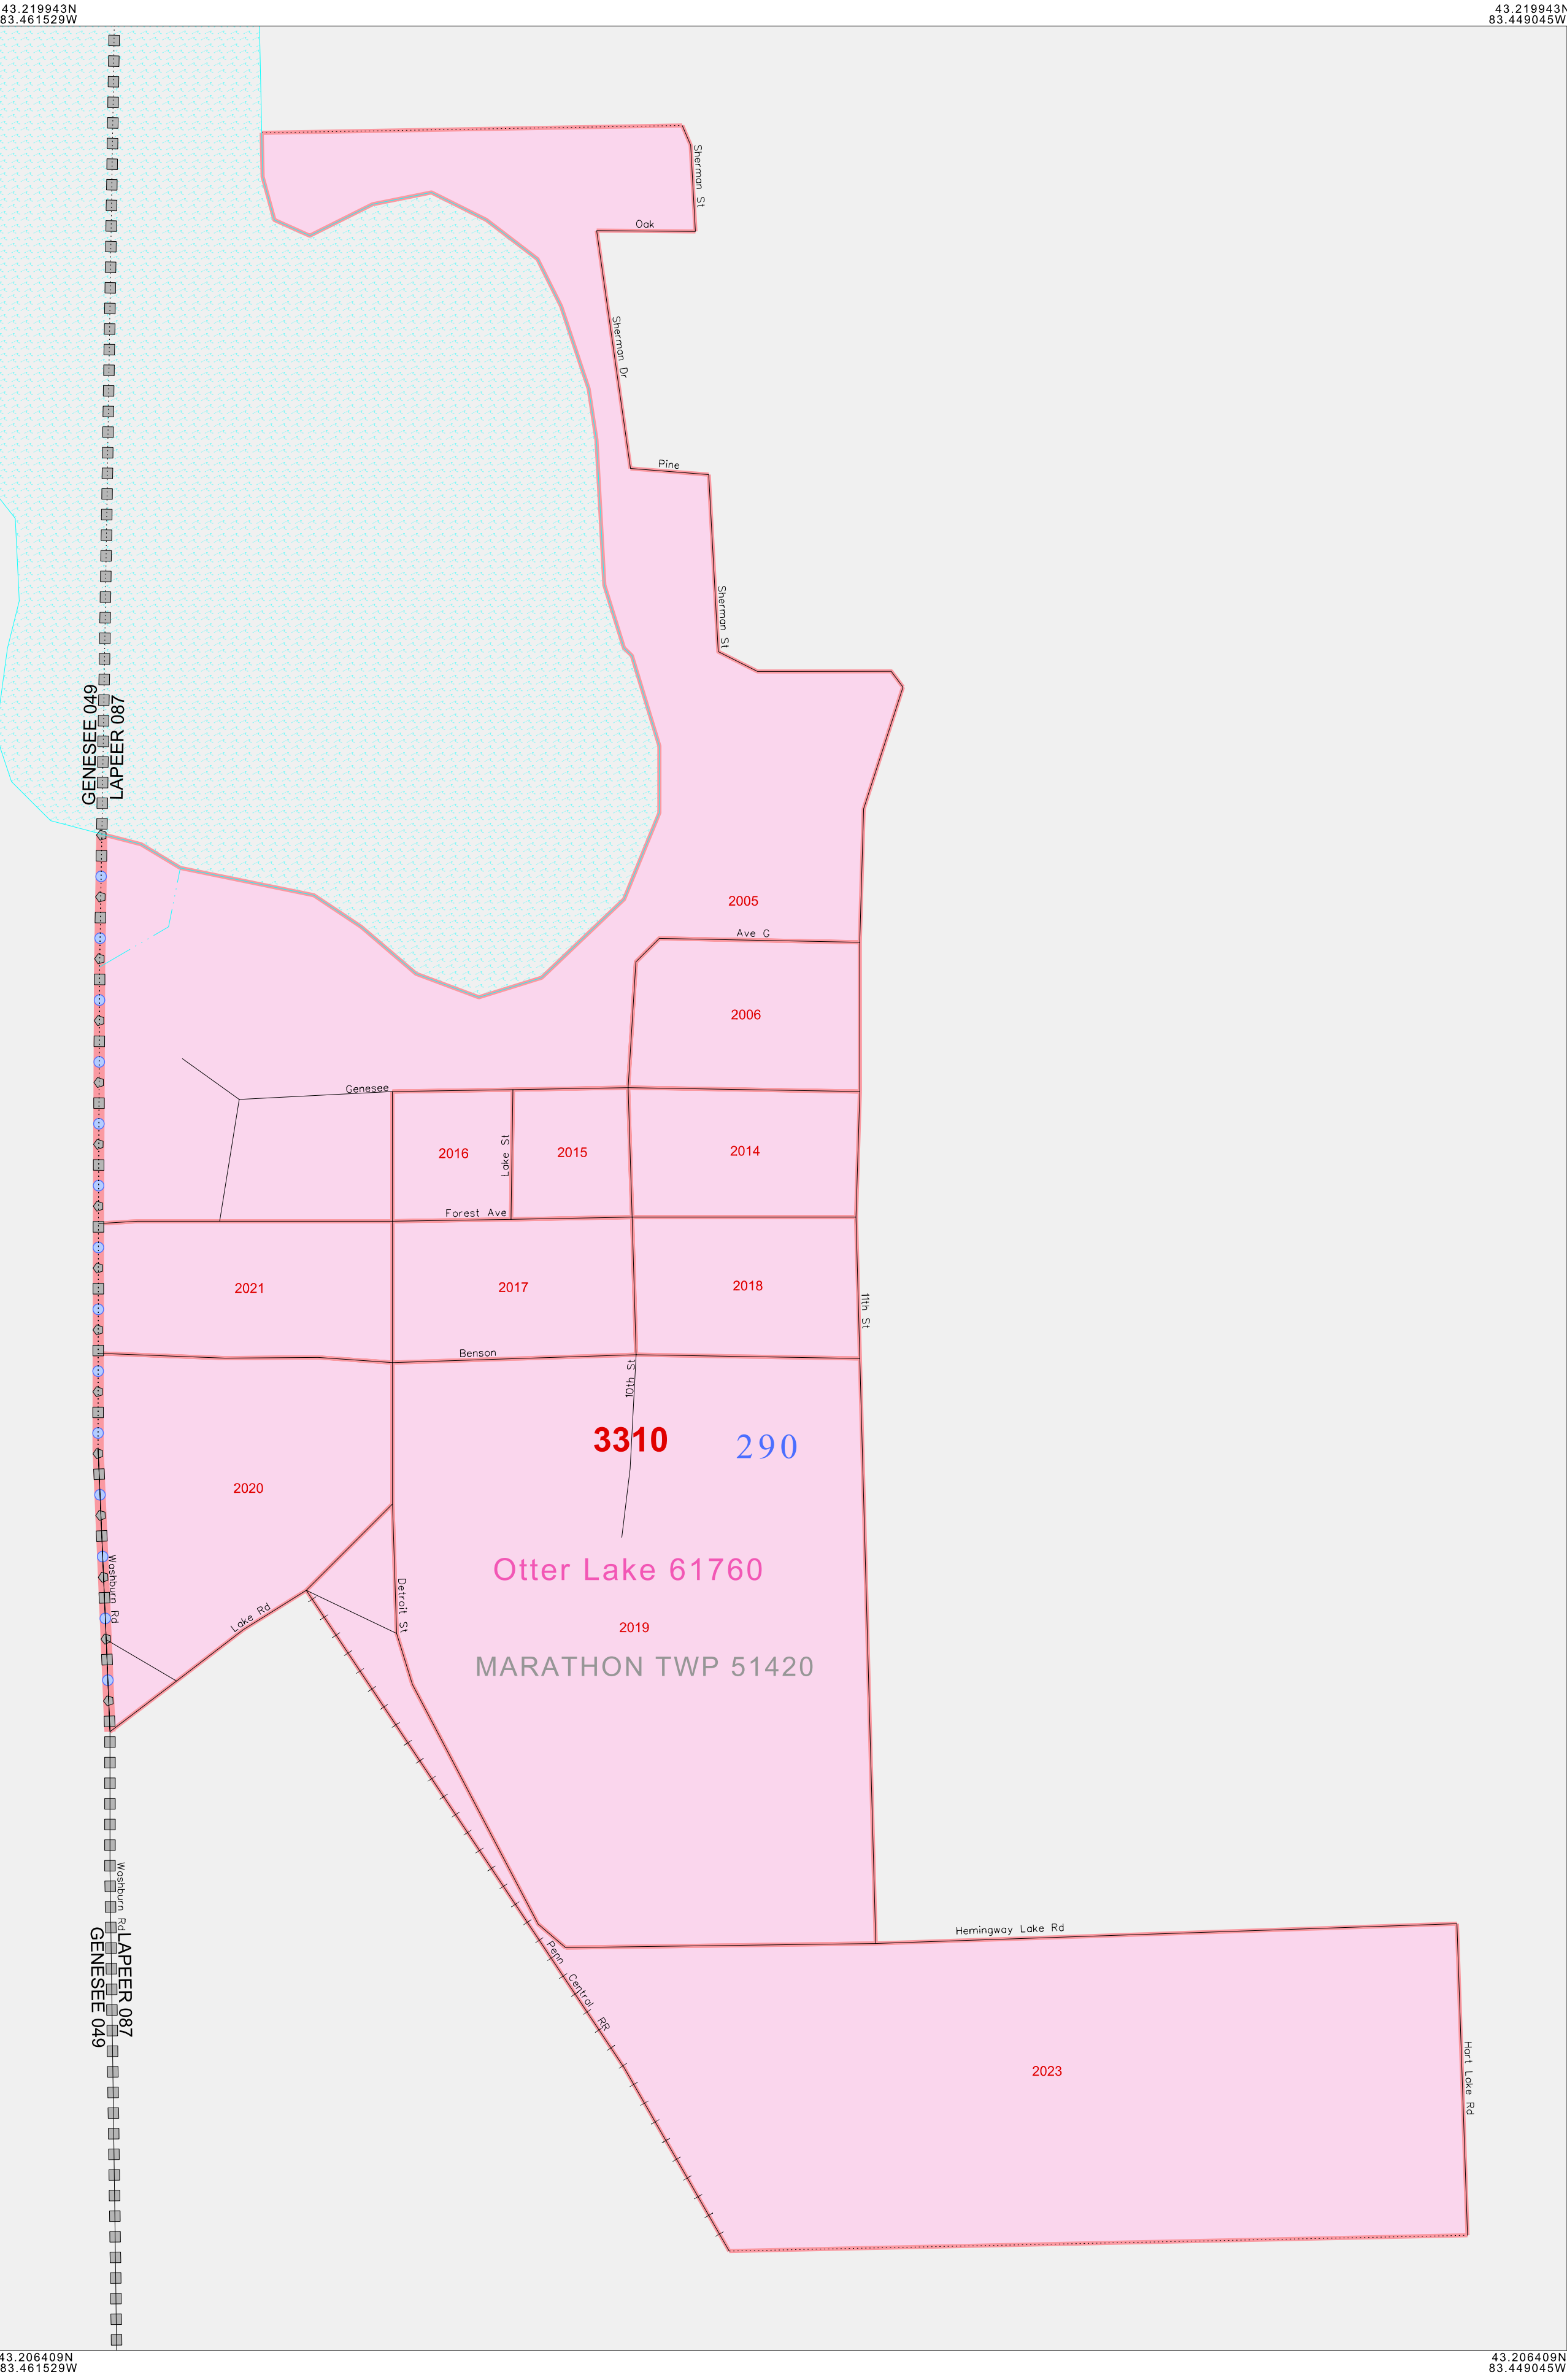 43.219943N
83.461529W
43.219943N
83.449045W
Sherman St
Oak
Sherman Dr
Pine
Sherman St
GENESEE 049
LAPEER 087
2005
Ave G
2006
Genesee
2016
Lake St
2015
2014
Forest Ave
2021
2017
2018
11th St
Benson
10th St
3310
290
2020
Otter Lake 61760
Washburn Rd
Lake Rd
Detroit St
2019
MARATHON TWP 51420
Washburn Rd
LAPEER 087
GENESEE 049
Hemingway Lake Rd
Penn Central RR
2023
Hart Lake Rd
43.206409N
83.461529W
43.206409N
83.449045W